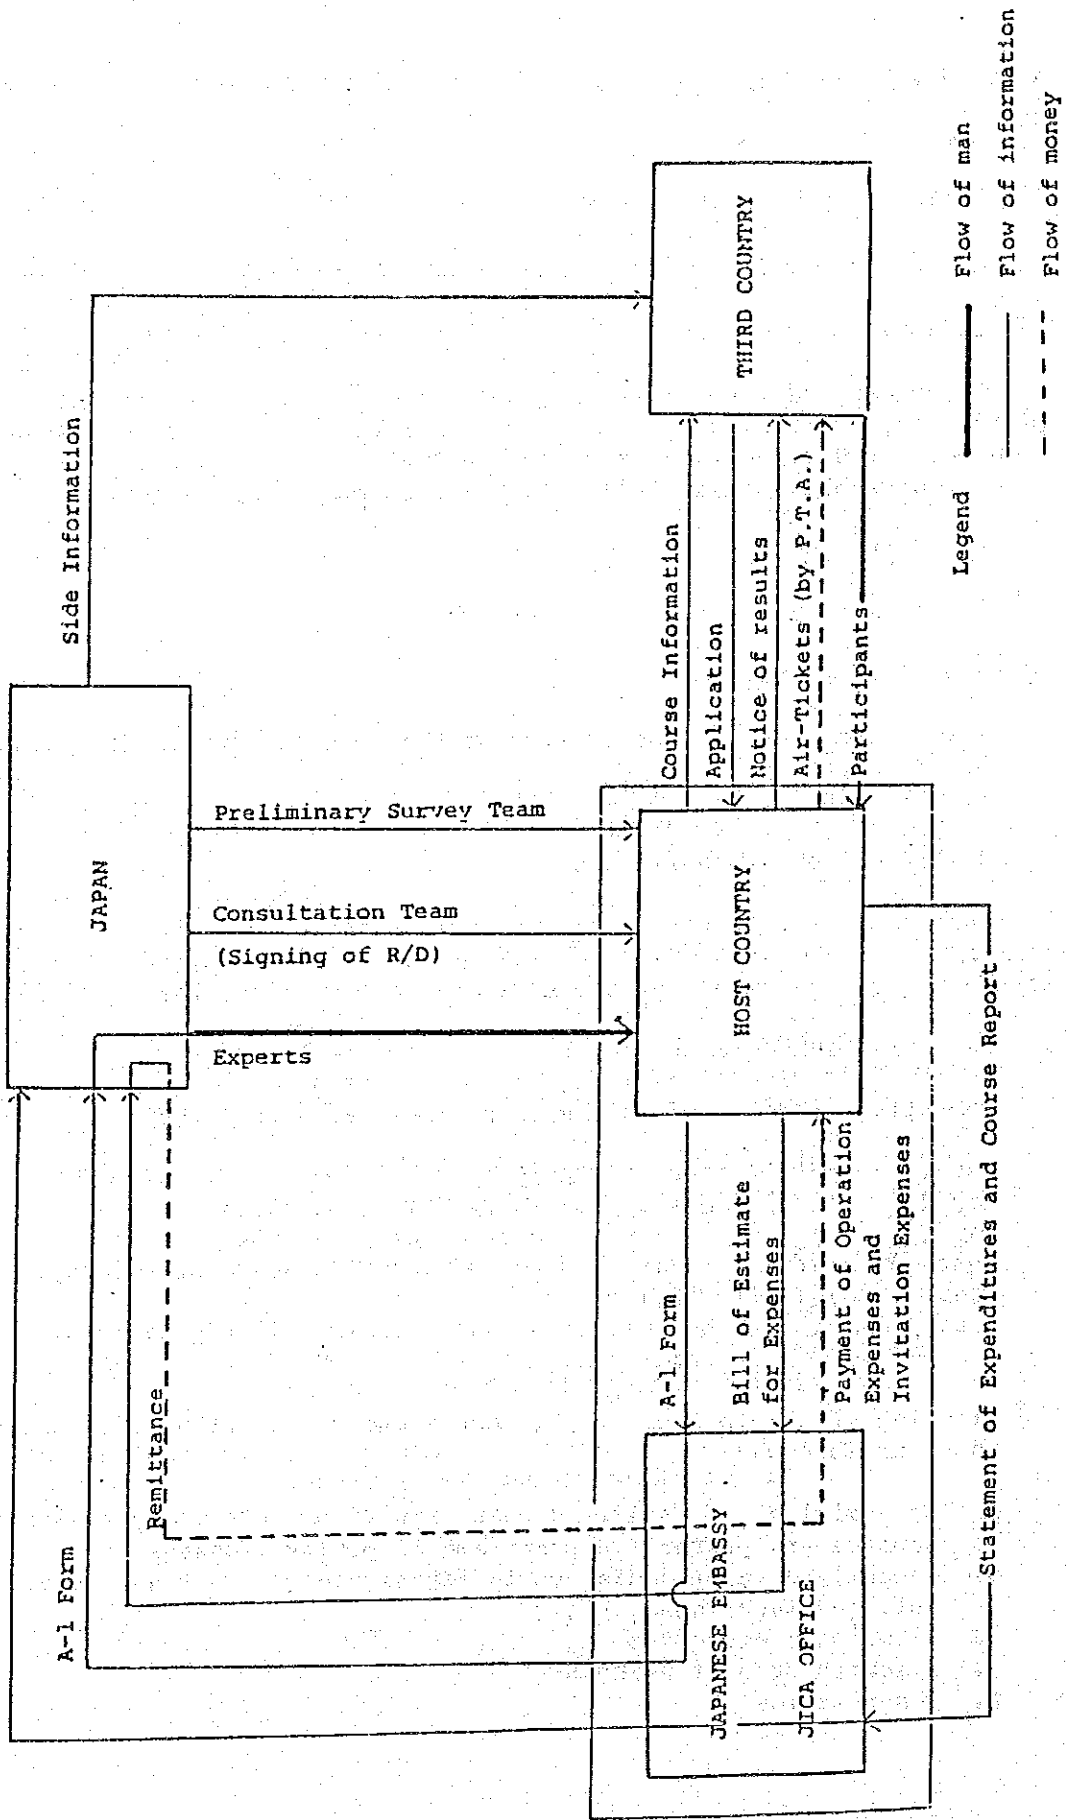 Side Information
JAPAN
Preliminary Survey Team
Consultation Team
(Signing of R/D)
Experts
THIRD COUNTRY
Course Information
Application
Notice of results
Air-Tickets (by P.T.A.)
Participants
HOST COUNTRY
Remittance
A-1 Form
A-1 Form
Bill of Estimate
for Expenses
Payment of Operation
Expenses and
Invitation Expenses
JAPANESE EMBASSY
JICA OFFICE
Statement of Expenditures and Course Report
Legend
Flow of man
Flow of information
Flow of money